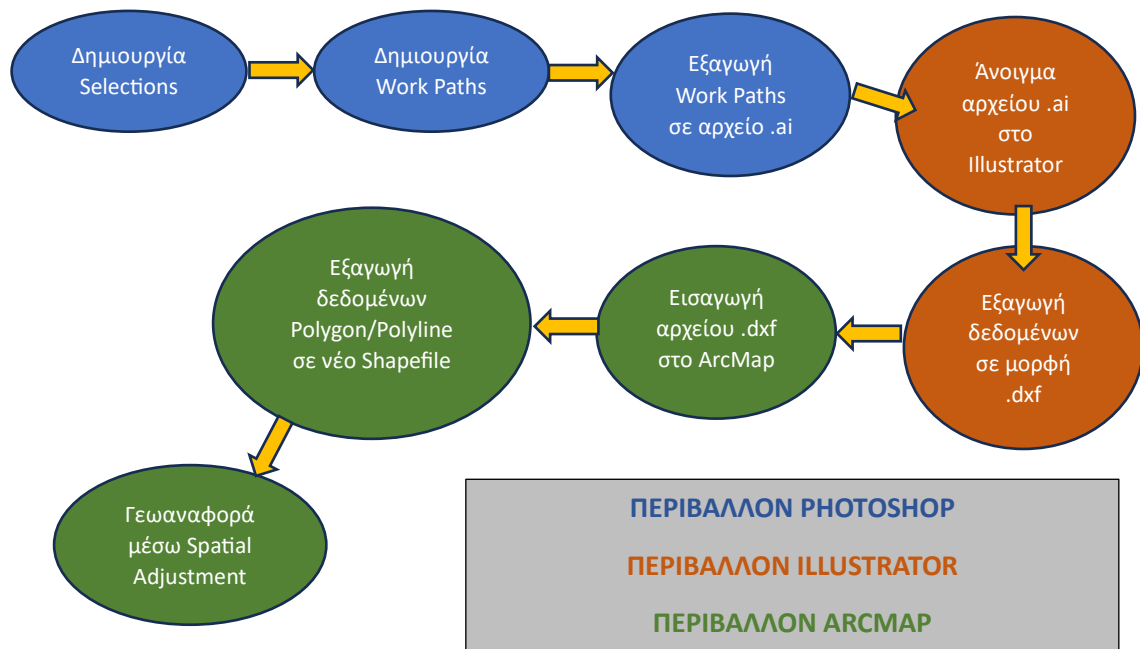 Δημιουργία
Selections
Δημιουργία
Work Paths
Εξαγωγή
Work Paths
σε αρχείο .ai
Άνοιγμα
αρχείου .ai
στο
Illustrator
Εξαγωγή
δεδομένων
σε μορφή
.dxf
Εισαγωγή
αρχείου .dxf
στο ArcMap
Εξαγωγή
δεδομένων
Polygon/Polyline
σε νέο Shapefile
Γεωαναφορά
μέσω Spatial
Adjustment
ΠΕΡΙΒΑΛΛΟΝ PHOTOSHOP
ΠΕΡΙΒΑΛΛΟΝ ILLUSTRATOR
ΠΕΡΙΒΑΛΛΟΝ ARCMAP